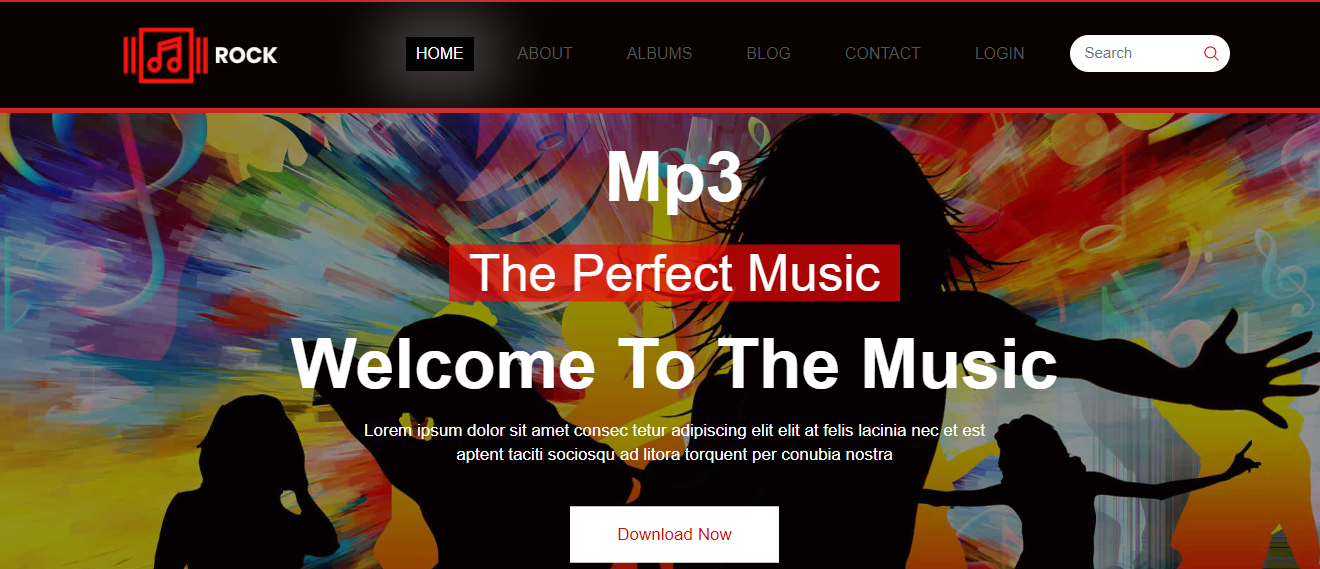 ROCK
HOME ABOUT ALBUMS BLOG CONTACT LOGIN Search
Mp3
The Perfect Music
Welcome To The Music
Lorem ipsum dolor sit amet consec tetur adipiscing elit elit at felis lacinia nec et est
aptent taciti sociosqu ad litora torquent per conubia nostra
Download Now